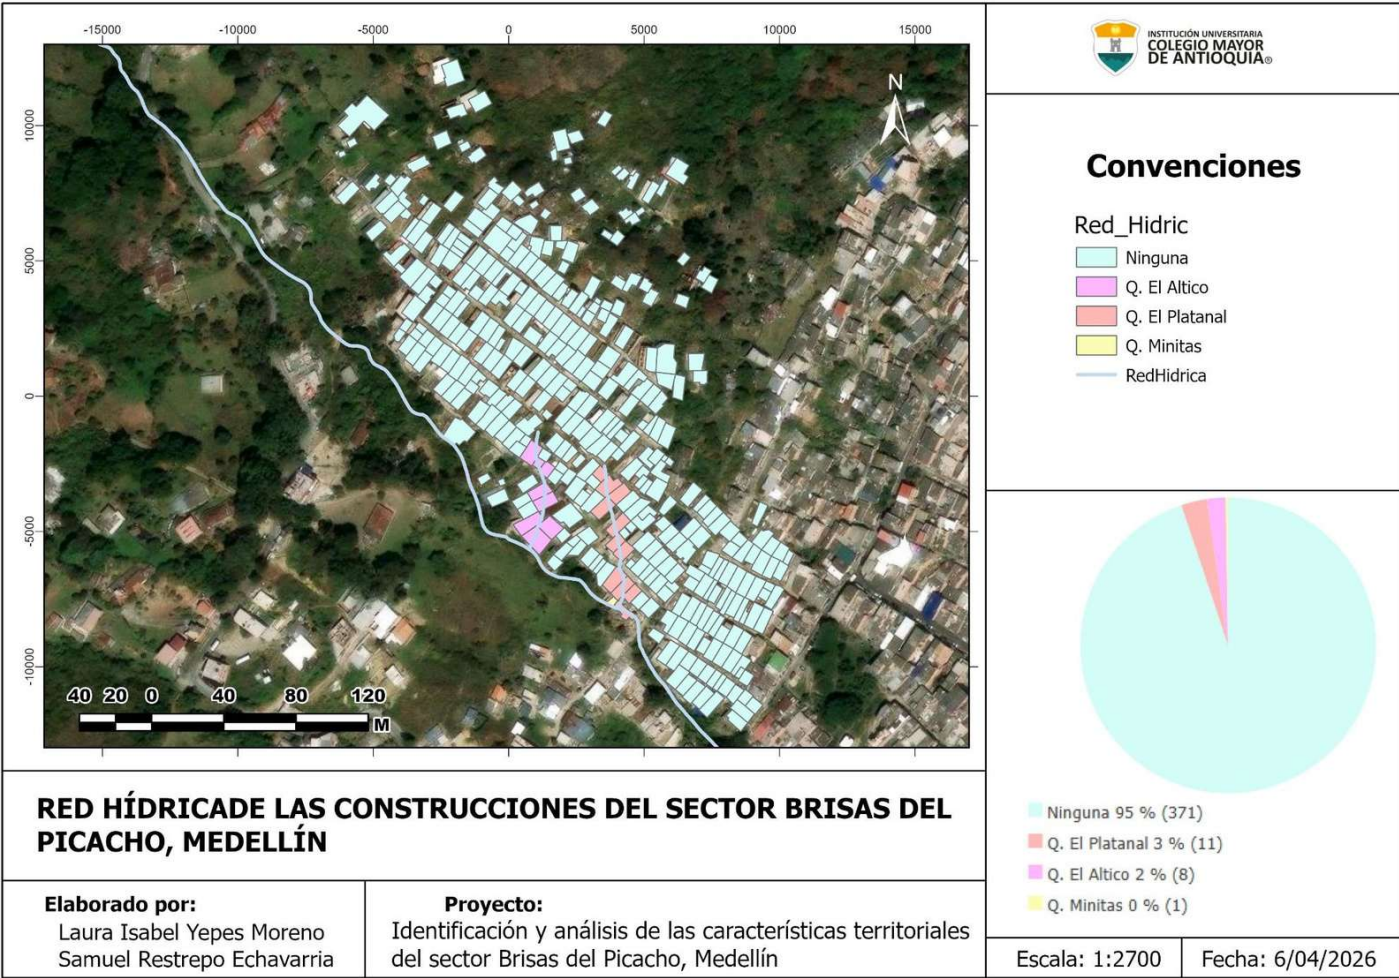 -15000
-10000
-5000
0
5000
10000
15000
10000
5000
0
-5000
-10000
N
40 20 0 40 80 120
M
INSTITUCIÓN UNIVERSITARIA
COLEGIO MAYOR
DE ANTIOQUIA®
Convenciones
Red_Hidric
Ninguna
Q. El Altico
Q. El Platanal
Q. Minitas
RedHidrica
Ninguna 95 % (371)
Q. El Platanal 3 % (11)
Q. El Altico 2 % (8)
Q. Minitas 0 % (1)
RED HÍDRICADE LAS CONSTRUCCIONES DEL SECTOR BRISAS DEL
PICACHO, MEDELLÍN
Elaborado por:
Laura Isabel Yepes Moreno
Samuel Restrepo Echavarria
Proyecto:
Identificación y análisis de las características territoriales
del sector Brisas del Picacho, Medellín
Escala: 1:2700
Fecha: 6/04/2026